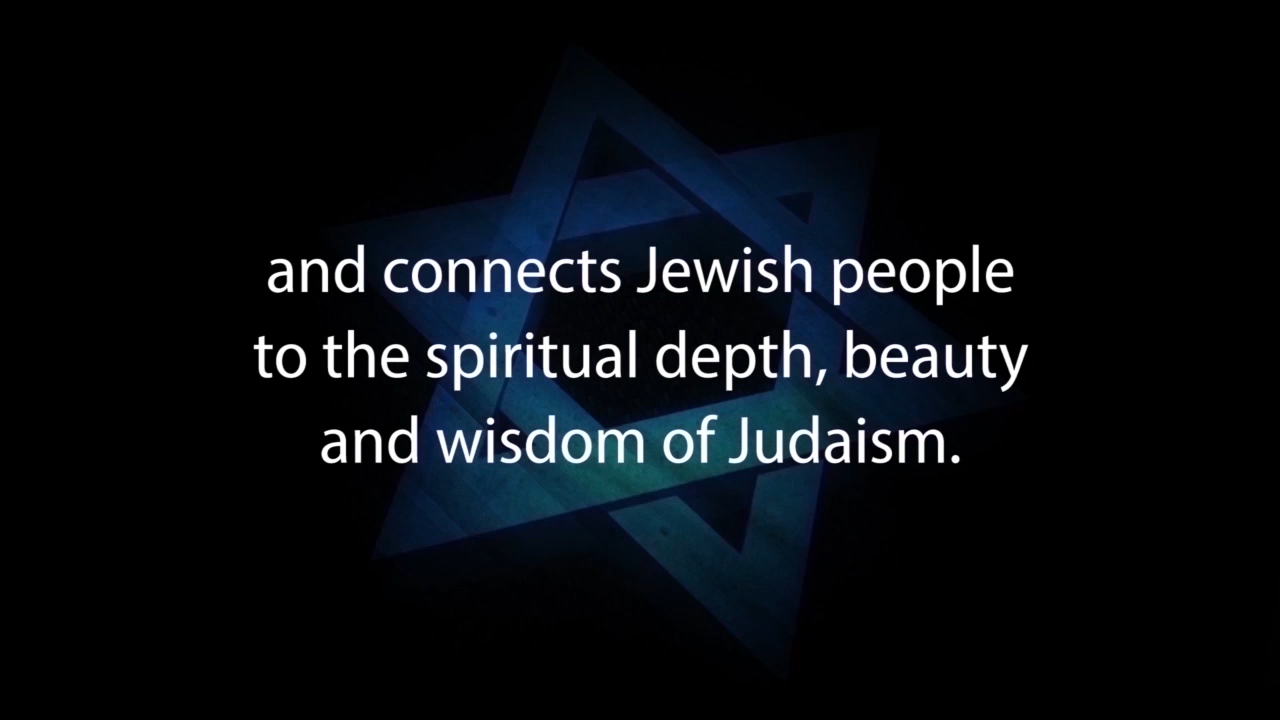 and connects Jewish people
to the spiritual depth, beauty
and wisdom of Judaism.